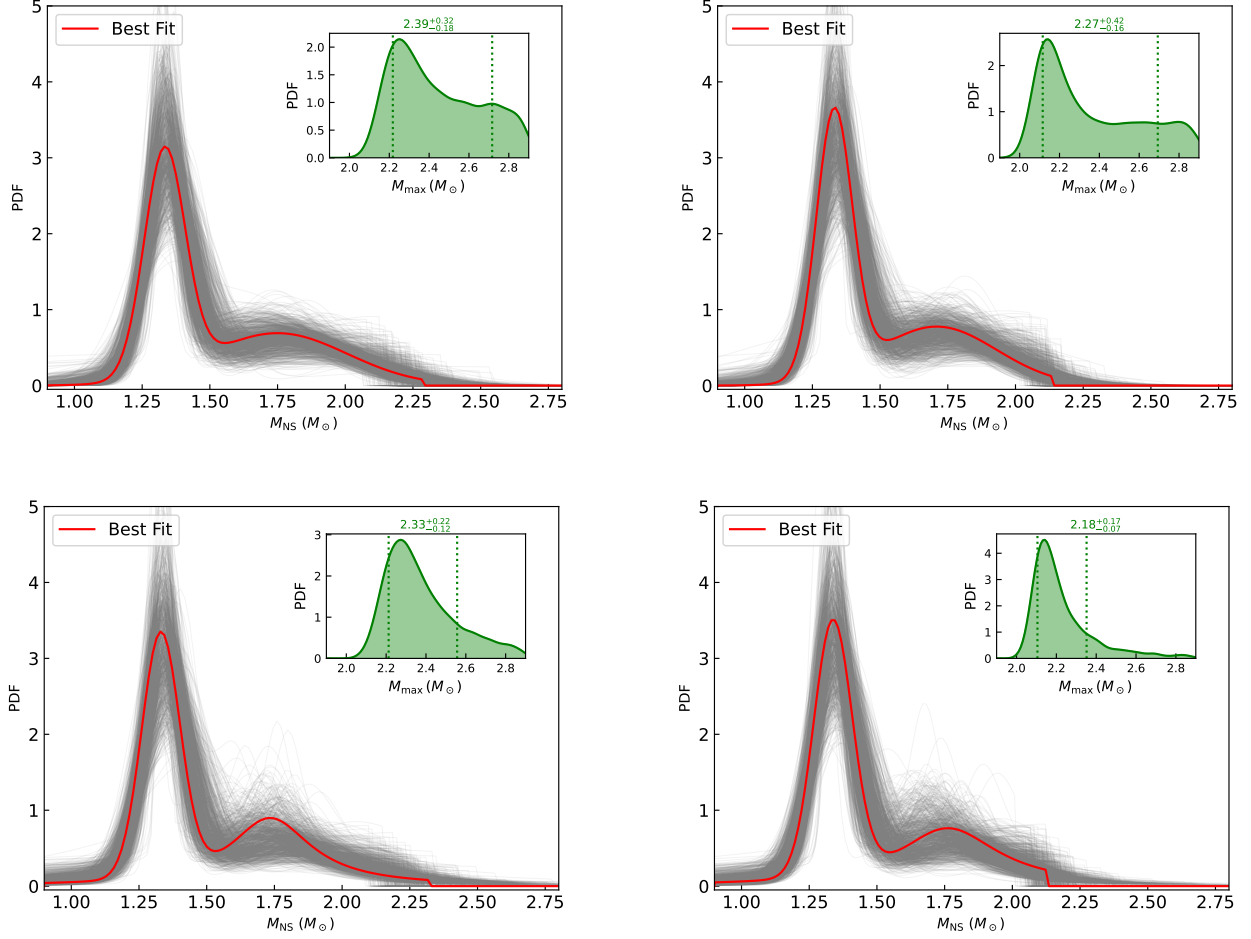 5
4
3
2
1
0
PDF
Best Fit
2.39+0.32−0.18
2.0
1.5
1.0
0.5
0.0
PDF
2.0 2.2 2.4 2.6 2.8
Mmax (M⊙)
1.00 1.25 1.50 1.75 2.00 2.25 2.50 2.75
MNS (M⊙)
5
4
3
2
1
0
PDF
Best Fit
2.27+0.42−0.16
2
1
0
PDF
2.0 2.2 2.4 2.6 2.8
Mmax (M⊙)
1.00 1.25 1.50 1.75 2.00 2.25 2.50 2.75
MNS (M⊙)
5
4
3
2
1
0
PDF
Best Fit
2.33+0.22−0.12
3
2
1
0
PDF
2.0 2.2 2.4 2.6 2.8
Mmax (M⊙)
1.00 1.25 1.50 1.75 2.00 2.25 2.50 2.75
MNS (M⊙)
5
4
3
2
1
0
PDF
Best Fit
2.18+0.17−0.07
4
3
2
1
0
PDF
2.0 2.2 2.4 2.6 2.8
Mmax (M⊙)
1.00 1.25 1.50 1.75 2.00 2.25 2.50 2.75
MNS (M⊙)